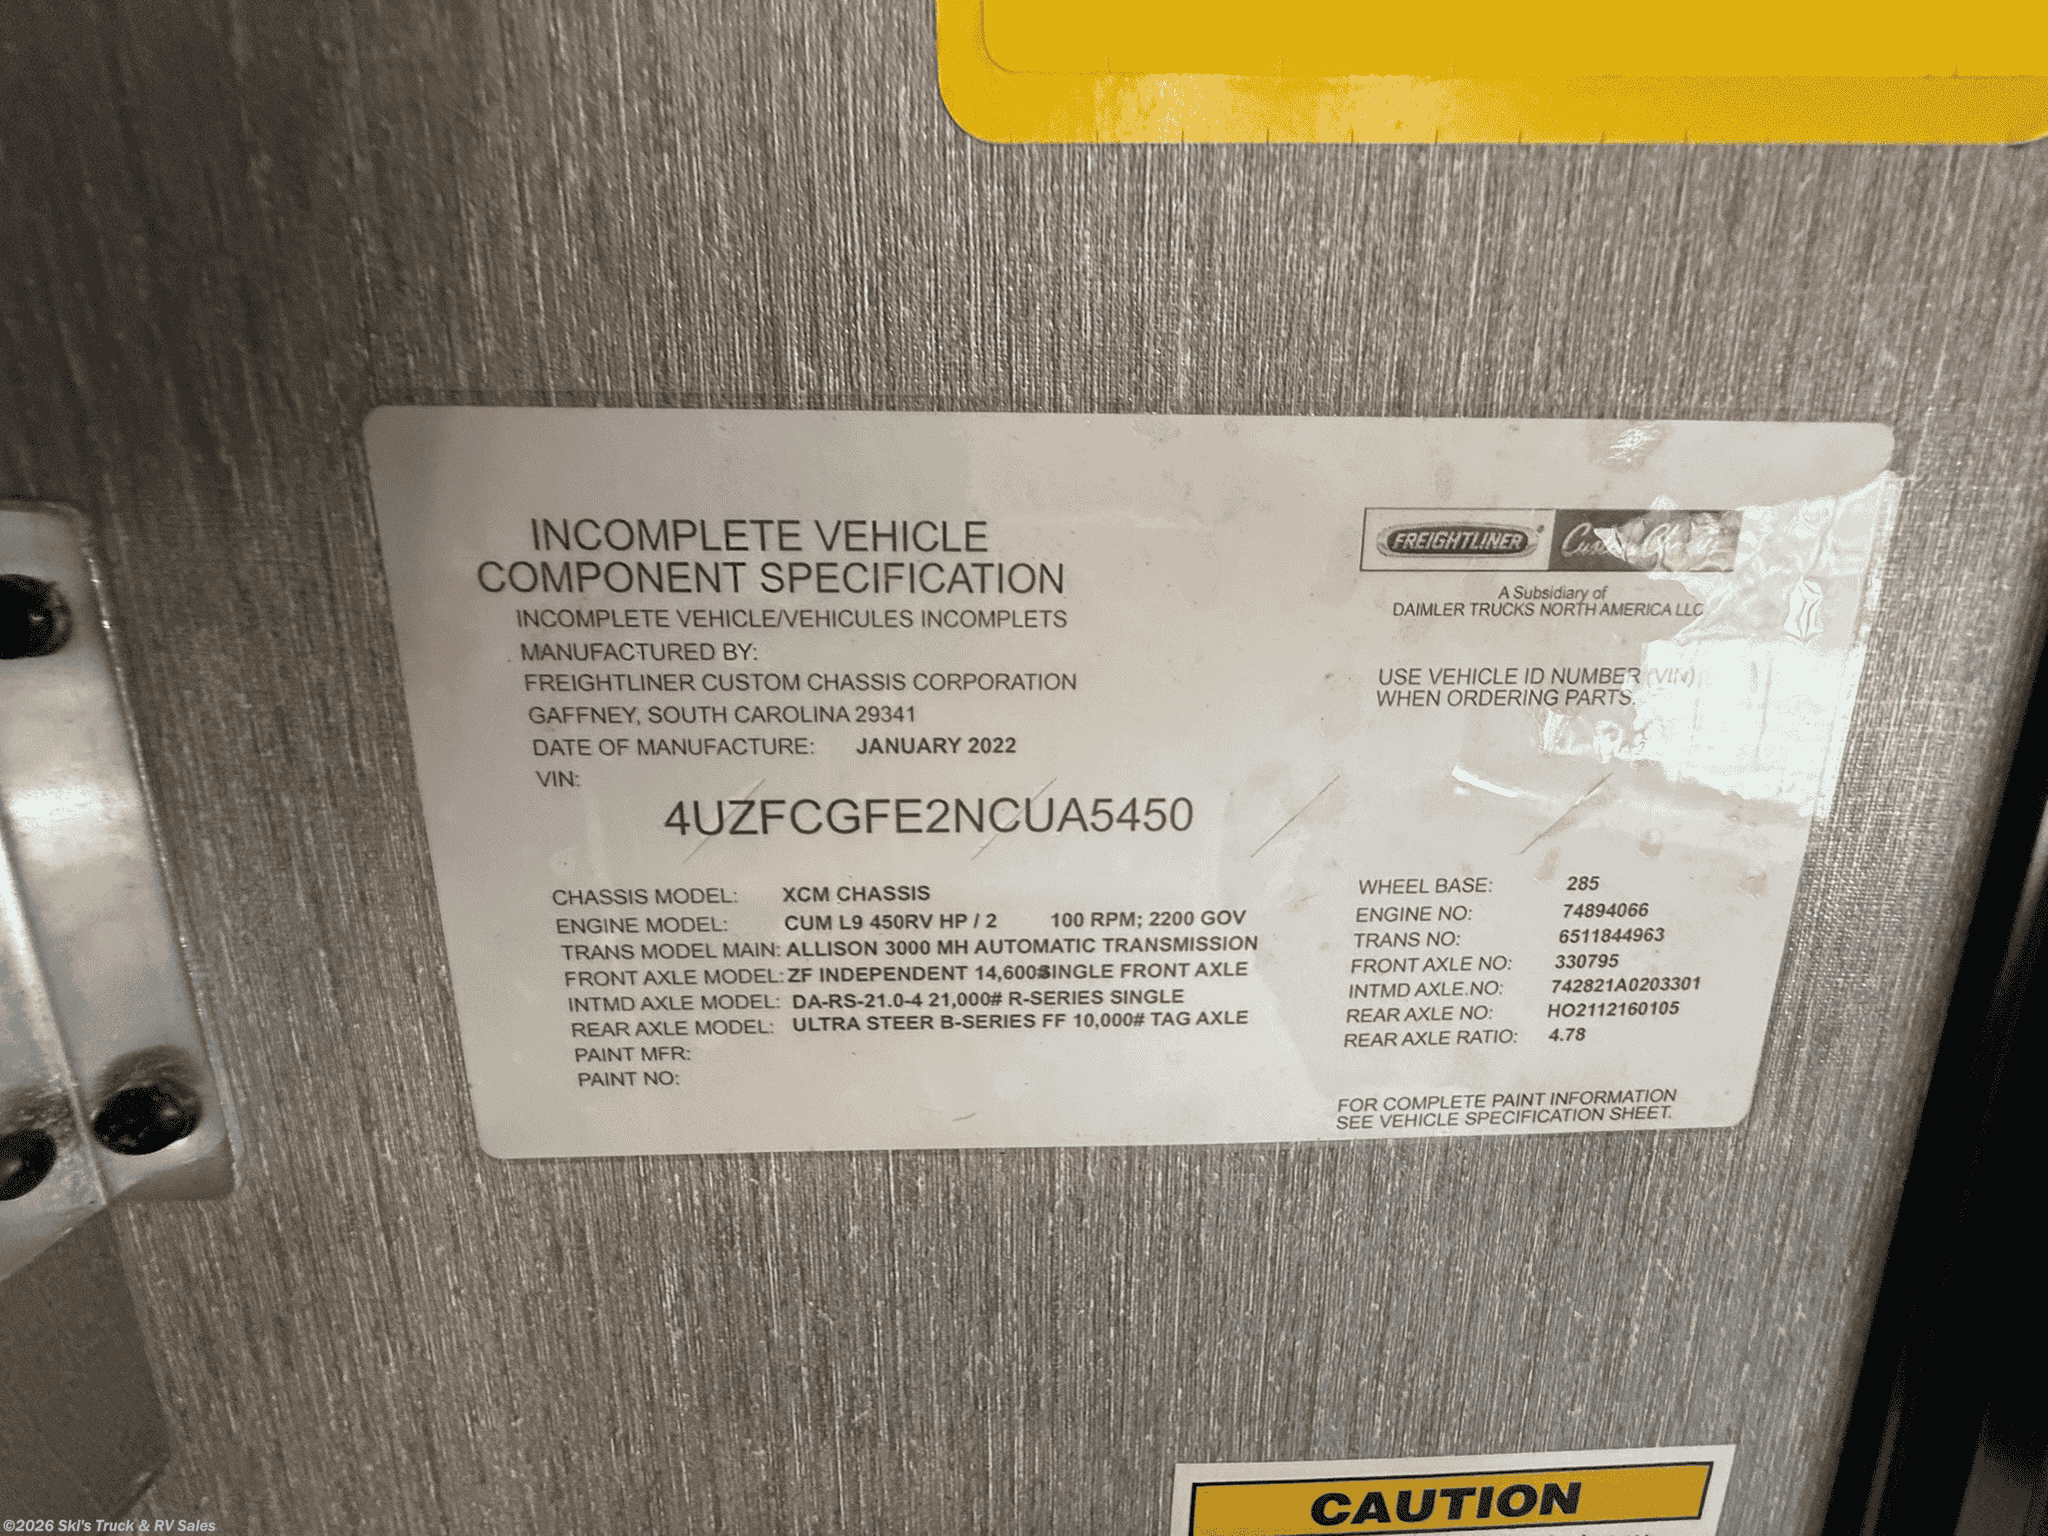 INCOMPLETE VEHICLE
COMPONENT SPECIFICATION
INCOMPLETE VEHICLE/VEHICULES INCOMPLETS
MANUFACTURED BY:
FREIGHTLINER CUSTOM CHASSIS CORPORATION
GAFFNEY, SOUTH CAROLINA 29341
DATE OF MANUFACTURE: JANUARY 2022
VIN:
4UZFCGFE2NCUA5450
CHASSIS MODEL: XCM CHASSIS
ENGINE MODEL: CUM L9 450RV HP / 2 100 RPM; 2200 GOV
TRANS MODEL MAIN: ALLISON 3000 MH AUTOMATIC TRANSMISSION
FRONT AXLE MODEL: ZF INDEPENDENT 14,600# SINGLE FRONT AXLE
INTMD AXLE MODEL: DA-RS-21.0-4 21,000# R-SERIES SINGLE
REAR AXLE MODEL: ULTRA STEER B-SERIES FF 10,000# TAG AXLE
PAINT MFR:
PAINT NO:
FREIGHTLINER Custom Chassis
A Subsidiary of
DAIMLER TRUCKS NORTH AMERICA LLC
USE VEHICLE ID NUMBER (VIN)
WHEN ORDERING PARTS.
WHEEL BASE: 285
ENGINE NO: 74894066
TRANS NO: 6511844963
FRONT AXLE NO: 330795
INTMD AXLE.NO: 742821A0203301
REAR AXLE NO: HO2112160105
REAR AXLE RATIO: 4.78
FOR COMPLETE PAINT INFORMATION
SEE VEHICLE SPECIFICATION SHEET.
CAUTION
©2026 Ski's Truck & RV Sales